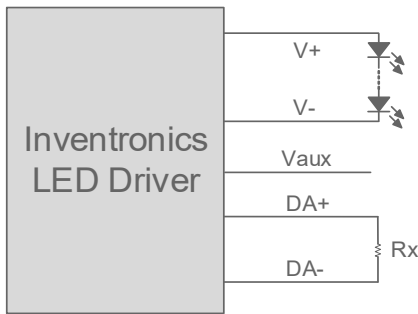 V+
V-
Inventronics
LED Driver
Vaux
DA+
Rx
DA-